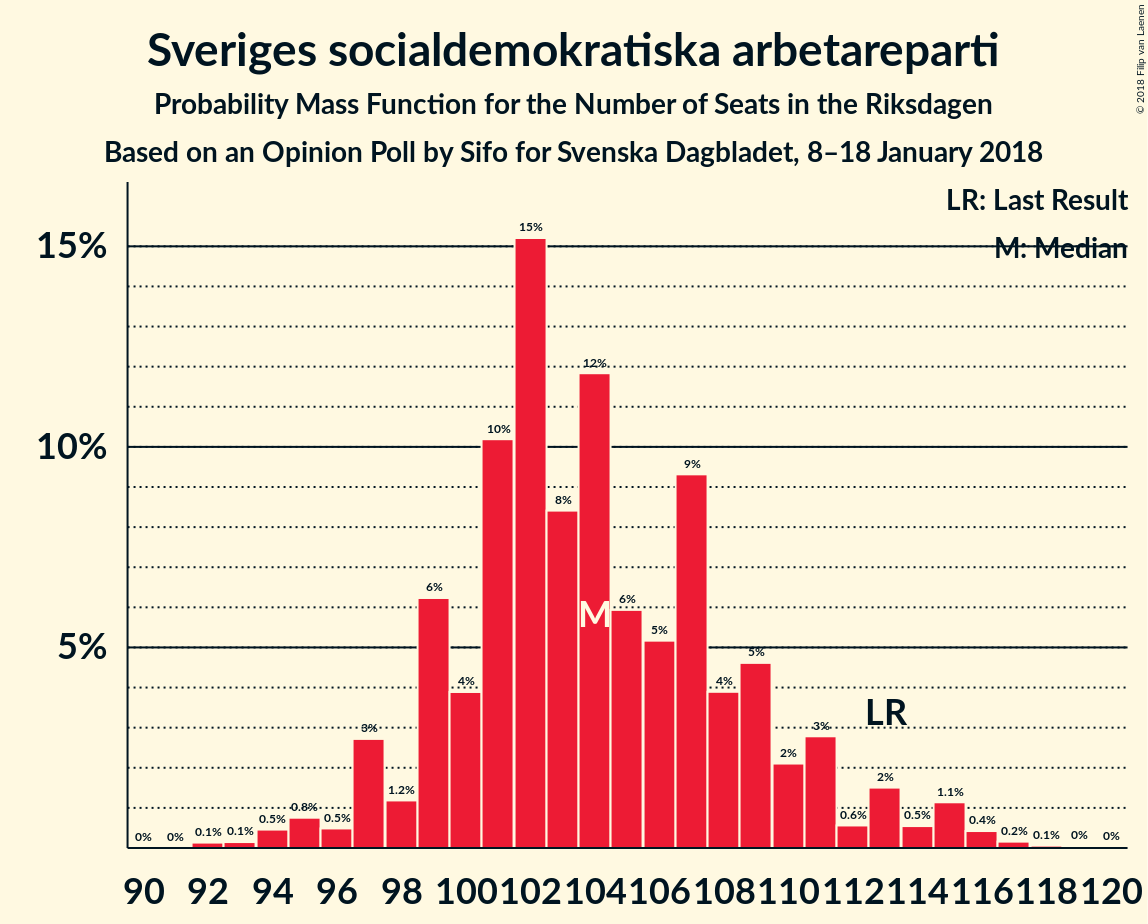 Sveriges socialdemokratiska arbetareparti
Probability Mass Function for the Number of Seats in the Riksdagen
Based on an Opinion Poll by Sifo for Svenska Dagbladet, 8–18 January 2018
© 2018 Filip van Laenen
LR: Last Result
M: Median
15%
10%
5%
0% 0% 0.1% 0.1% 0.5% 0.8% 0.5% 3% 1.2% 6% 4% 10% 15% 8% 12% 6% 5% 9% 4% 5% 2% 3% 0.6% 2% 0.5% 1.1% 0.4% 0.2% 0.1% 0% 0%
M
LR
90 92 94 96 98 100 102 104 106 108 110 112 114 116 118 120